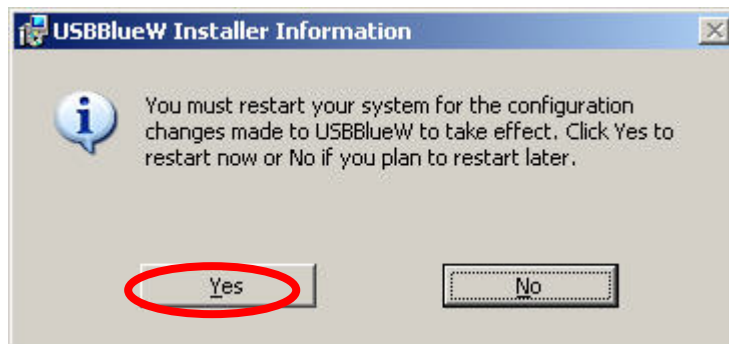 USBBlueW Installer Information
You must restart your system for the configuration
changes made to USBBlueW to take effect. Click Yes to
restart now or No if you plan to restart later.
Yes
No